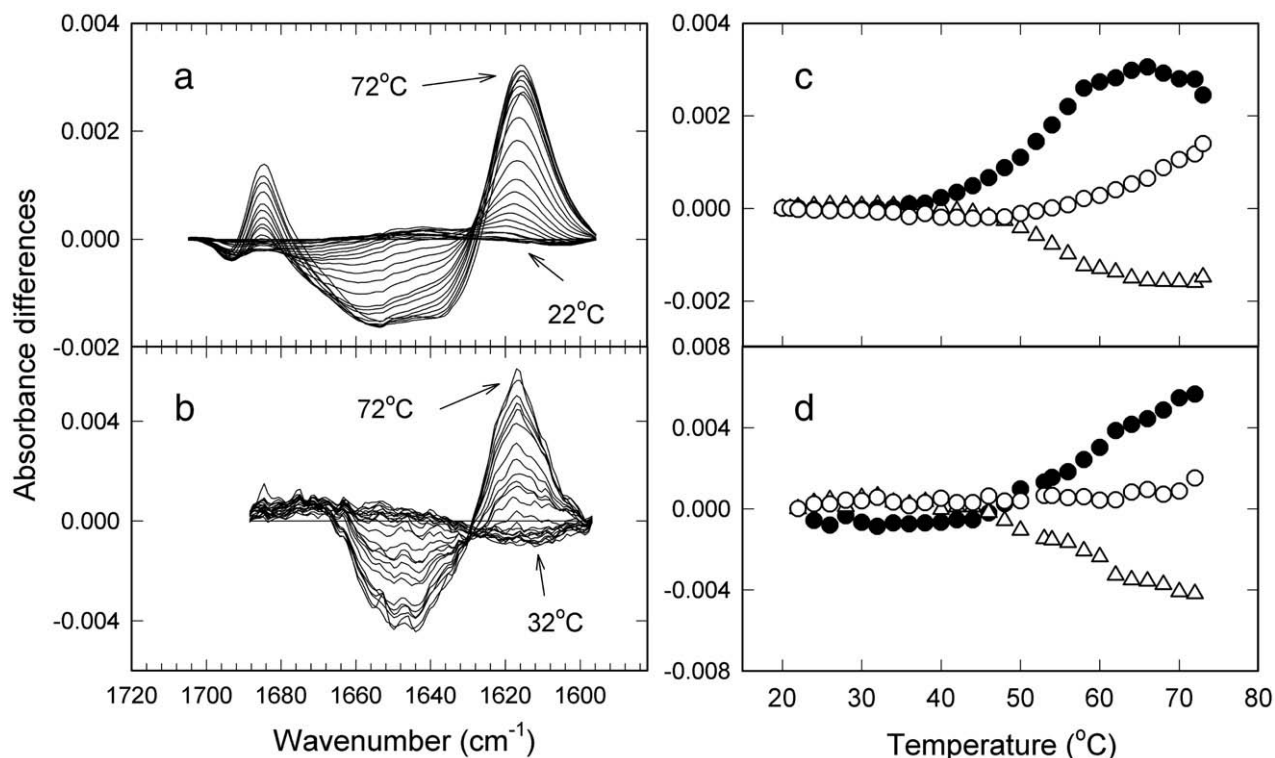 0.004
0.002
0.000
-0.002
0.004
0.000
-0.004
Absorbance differences
a
72°C
22°C
b
72°C
32°C
1720
1700
1680
1660
1640
1620
1600
Wavenumber (cm⁻¹)
0.004
0.002
0.000
-0.002
0.008
0.004
0.000
-0.004
-0.008
c
d
20
30
40
50
60
70
80
Temperature (°C)